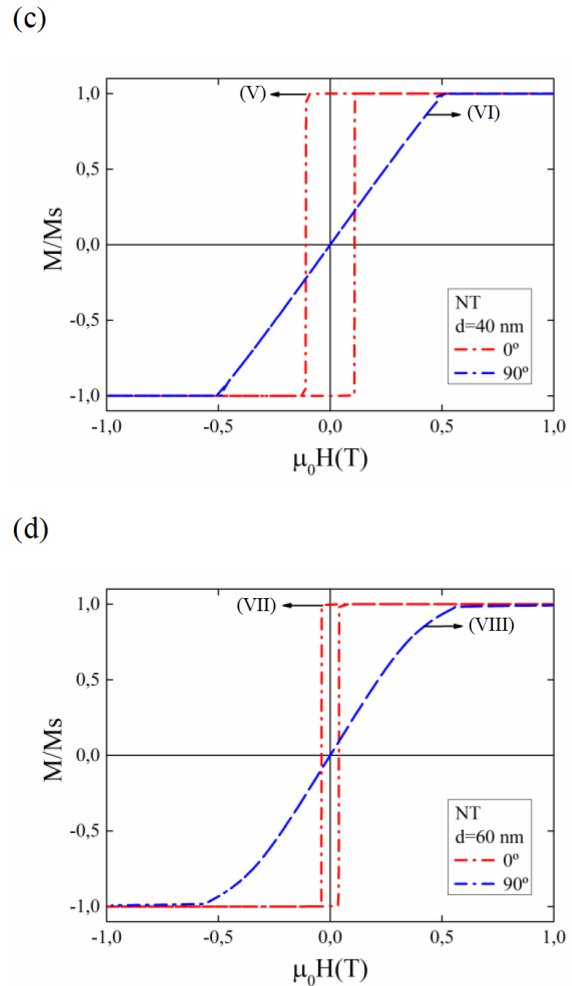 (c)
1,0
0,5
0,0
-0,5
-1,0
M/Ms
(V)
(VI)
NT
d=40 nm
0º
90º
-1,0 -0,5 0,0 0,5 1,0
μ₀H(T)
(d)
1,0
0,5
0,0
-0,5
-1,0
M/Ms
(VII)
(VIII)
NT
d=60 nm
0º
90º
-1,0 -0,5 0,0 0,5 1,0
μ₀H(T)